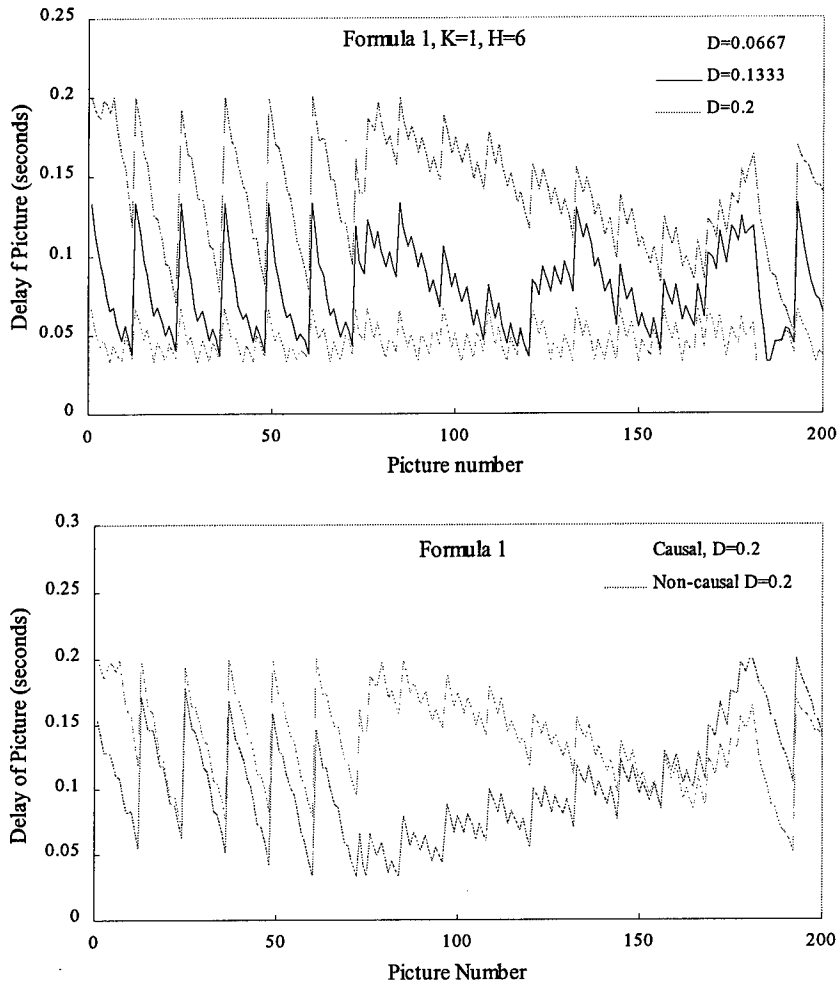 Formula 1, K=1, H=6
D=0.0667
D=0.1333
D=0.2
Delay f Picture (seconds)
0.25
0.2
0.15
0.1
0.05
0
0
50
100
150
200
Picture number
Formula 1
Causal, D=0.2
Non-causal D=0.2
Delay of Picture (seconds)
0.3
0.25
0.2
0.15
0.1
0.05
0
0
50
100
150
200
Picture Number